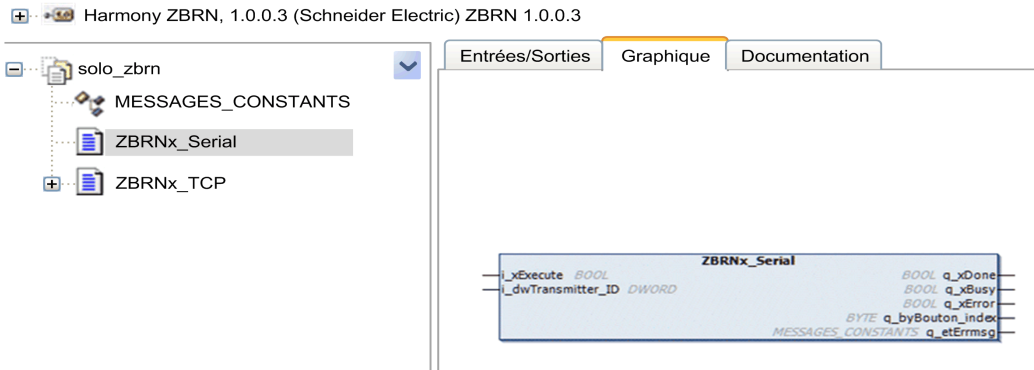 Harmony ZBRN, 1.0.0.3 (Schneider Electric) ZBRN 1.0.0.3
solo_zbrn
MESSAGES_CONSTANTS
ZBRNx_Serial
ZBRNx_TCP
Entrées/Sorties Graphique Documentation
ZBRNx_Serial
i_xExecute BOOL BOOL q_xDone
i_dwTransmitter_ID DWORD BOOL q_xBusy
BOOL q_xError
BYTE q_byBouton_index
MESSAGES_CONSTANTS q_etErrmsg